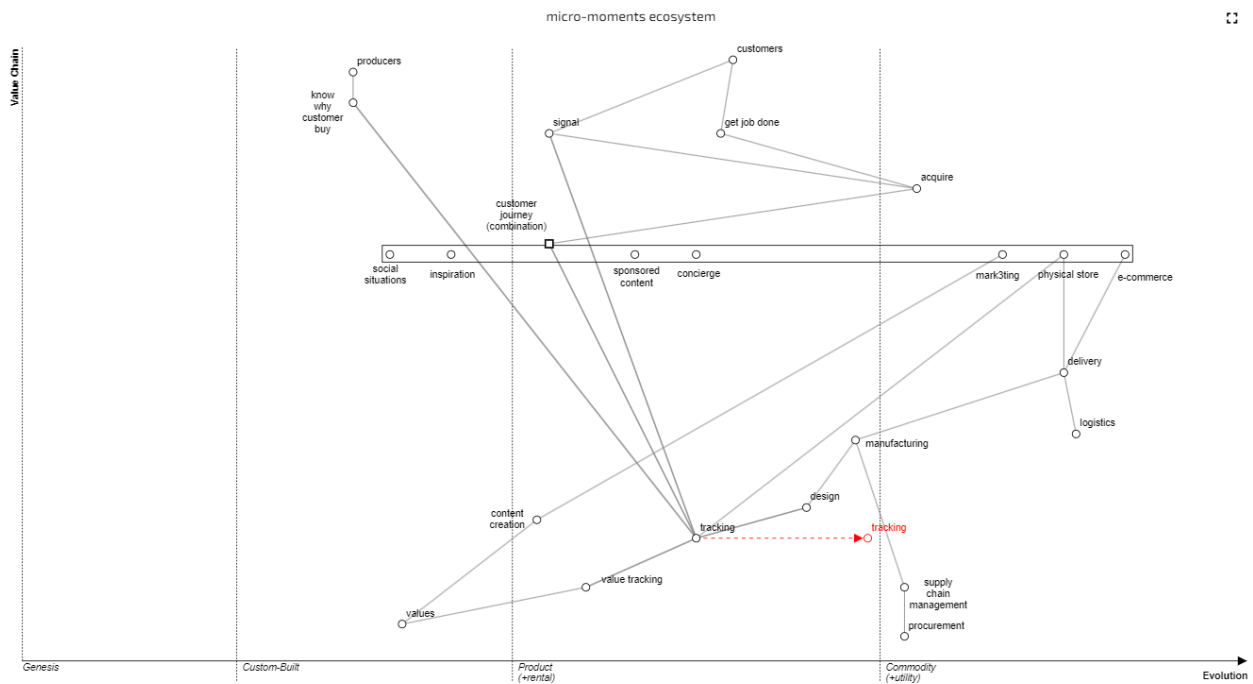 micro-moments ecosystem
Value Chain
customers
producers
know
why
customer
buy
signal
get job done
acquire
customer
journey
(combination)
social
situations
inspiration
sponsored
content
concierge
mark3ting
physical store
e-commerce
delivery
logistics
manufacturing
design
content
creation
tracking
tracking
value tracking
supply
chain
management
values
procurement
Genesis
Custom-Built
Product
(+rental)
Commodity
(+utility)
Evolution